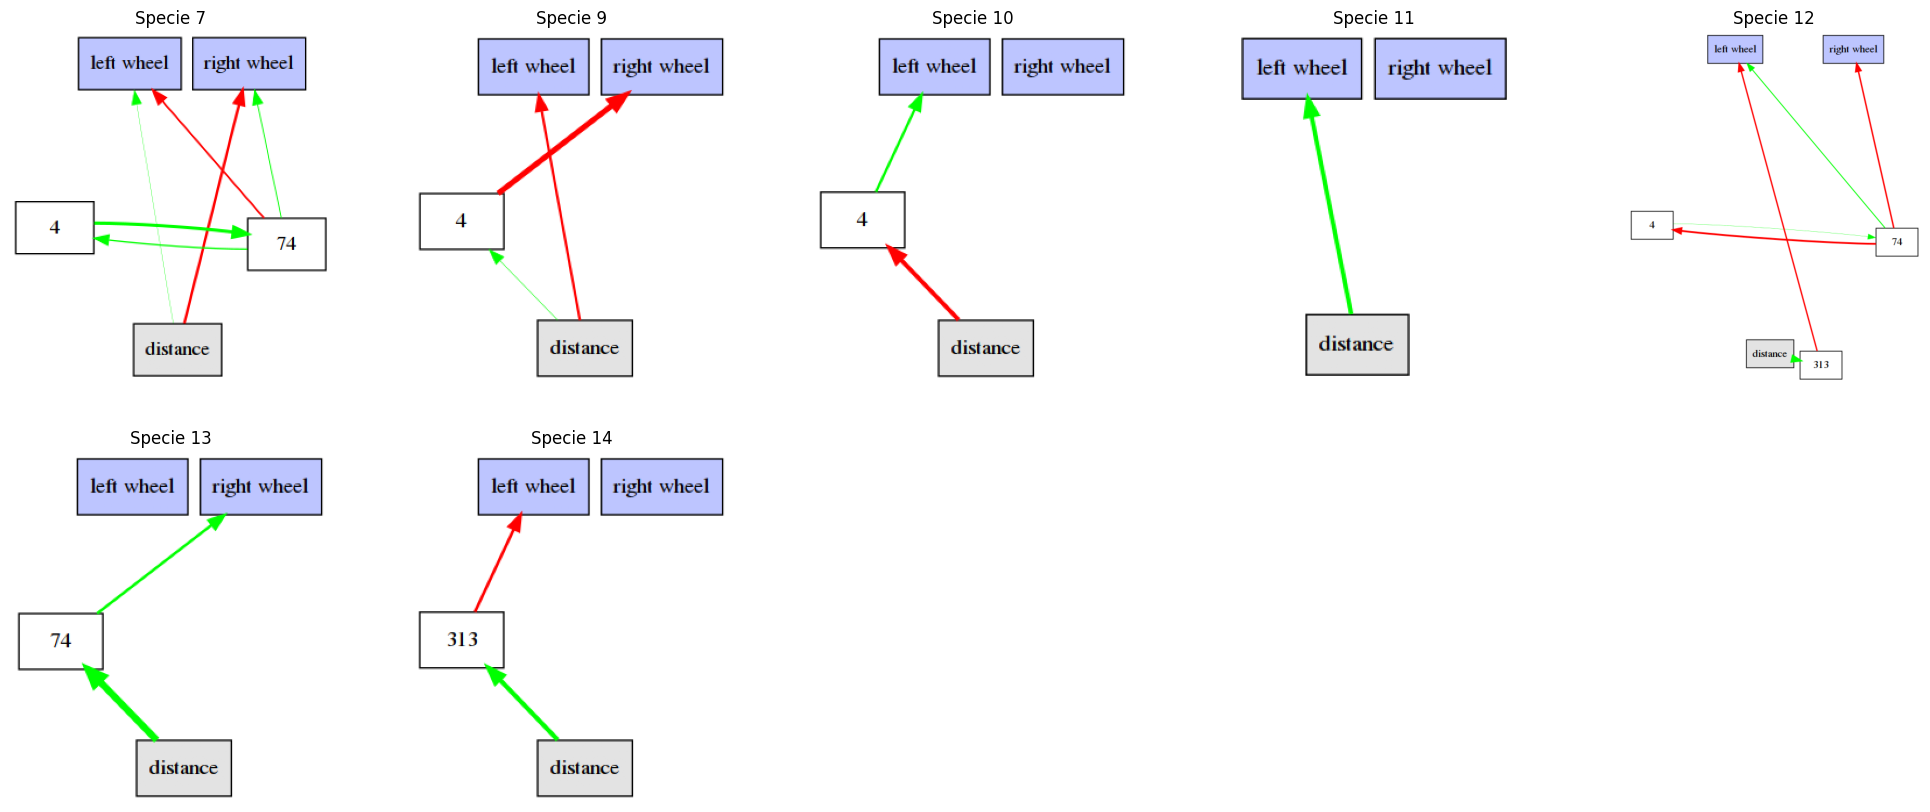 Specie 7
left wheel right wheel
4
74
distance
Specie 9
left wheel right wheel
4
distance
Specie 10
left wheel right wheel
4
distance
Specie 11
left wheel right wheel
distance
Specie 12
left wheel right wheel
4
74
distance
313
Specie 13
left wheel right wheel
74
distance
Specie 14
left wheel right wheel
313
distance